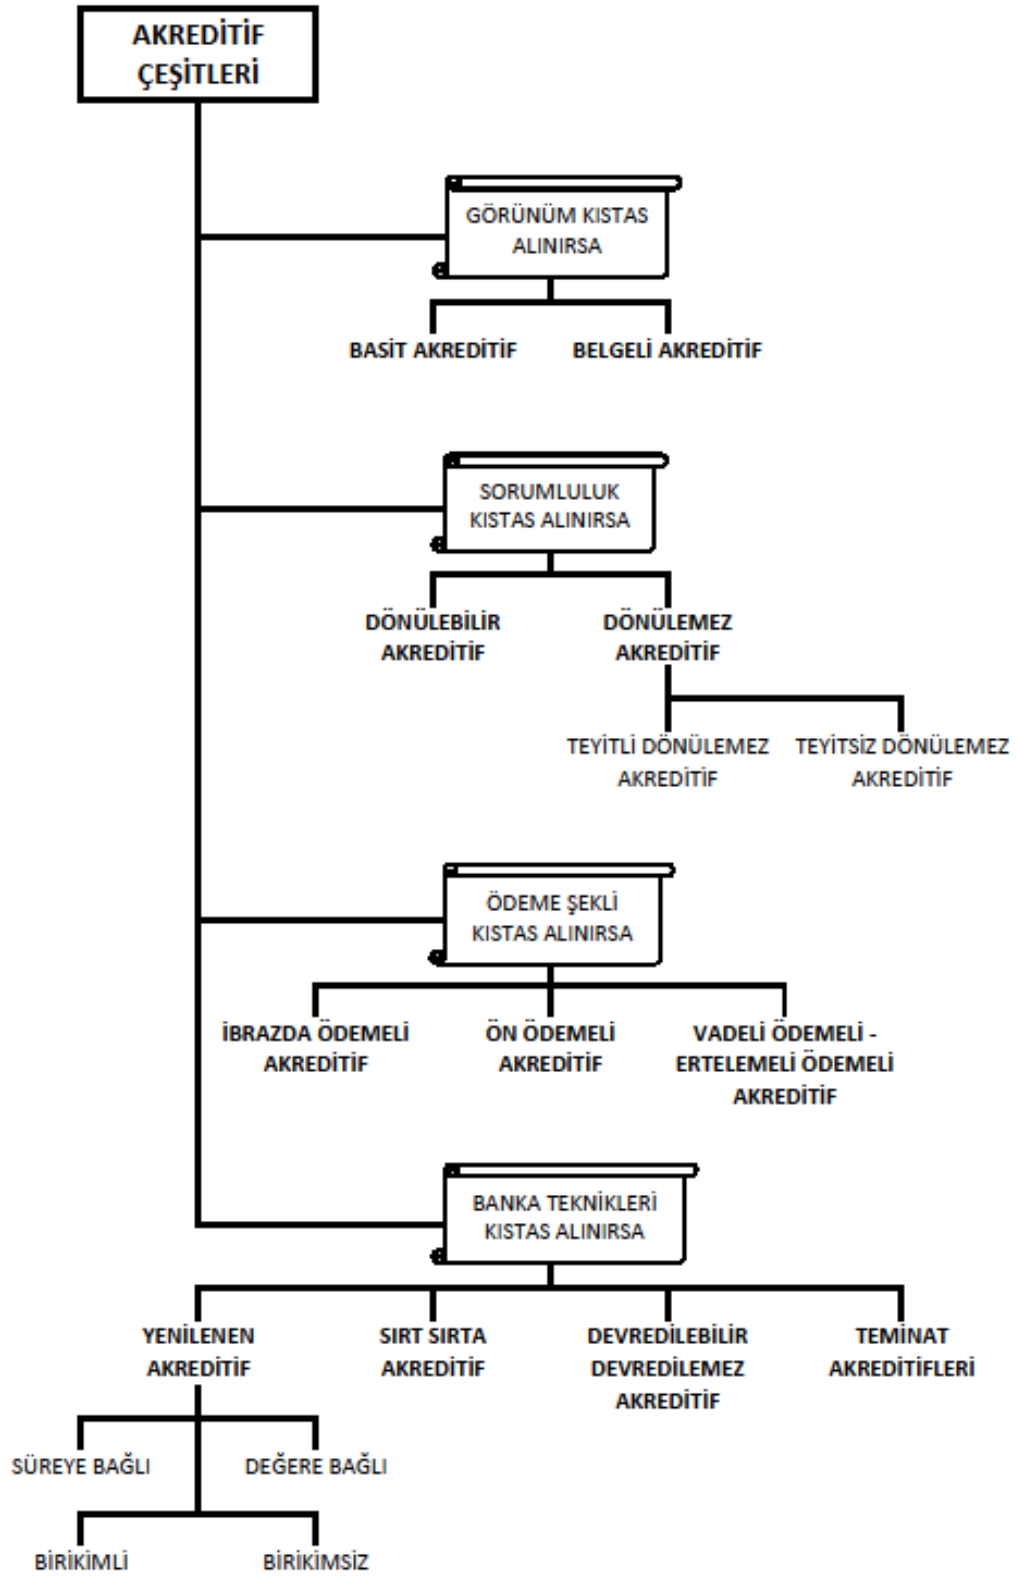 AKREDİTİF
ÇEŞİTLERİ
GÖRÜNÜM KISTAS
ALINIRSA
BASİT AKREDİTİF
BELGELİ AKREDİTİF
SORUMLULUK
KISTAS ALINIRSA
DÖNÜLEBİLİR
AKREDİTİF
DÖNÜLEMEZ
AKREDİTİF
TEYİTLİ DÖNÜLEMEZ
AKREDİTİF
TEYİTSİZ DÖNÜLEMEZ
AKREDİTİF
ÖDEME ŞEKLİ
KISTAS ALINIRSA
İBRAZDA ÖDEMELİ
AKREDİTİF
ÖN ÖDEMELİ
AKREDİTİF
VADELİ ÖDEMELİ -
ERTELEMELİ ÖDEMELİ
AKREDİTİF
BANKA TEKNİKLERİ
KISTAS ALINIRSA
YENİLENEN
AKREDİTİF
SIRT SIRTA
AKREDİTİF
DEVREDİLEBİLİR
DEVREDİLEMEZ
AKREDİTİF
TEMİNAT
AKREDİTİFLERİ
SÜREYE BAĞLI
DEĞERE BAĞLI
BİRİKİMLİ
BİRİKİMSİZ